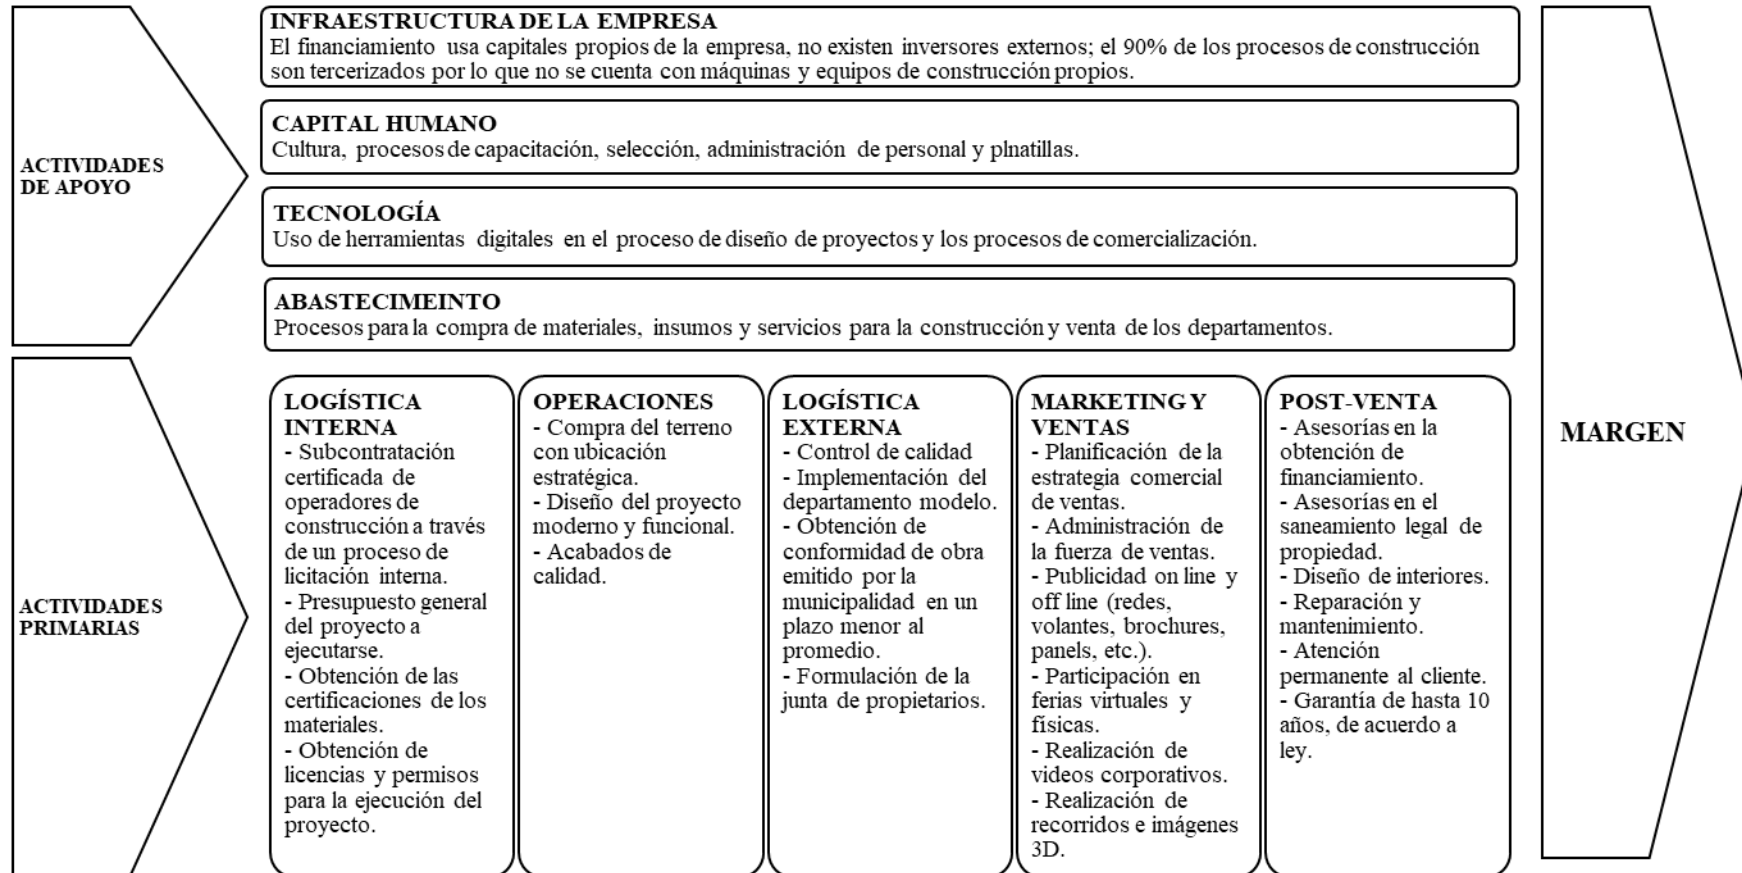 INFRAESTRUCTURA DE LA EMPRESA
El financiamiento usa capitales propios de la empresa, no existen inversores externos; el 90% de los procesos de construcción
son tercerizados por lo que no se cuenta con máquinas y equipos de construcción propios.
CAPITAL HUMANO
Cultura, procesos de capacitación, selección, administración de personal y plnatillas.
ACTIVIDADES
DE APOYO
TECNOLOGÍA
Uso de herramientas digitales en el proceso de diseño de proyectos y los procesos de comercialización.
ABASTECIMEINTO
Procesos para la compra de materiales, insumos y servicios para la construcción y venta de los departamentos.
ACTIVIDADES
PRIMARIAS
LOGÍSTICA
INTERNA
- Subcontratación
certificada de
operadores de
construcción a través
de un proceso de
licitación interna.
- Presupuesto general
del proyecto a
ejecutarse.
- Obtención de las
certificaciones de los
materiales.
- Obtención de
licencias y permisos
para la ejecución del
proyecto.
OPERACIONES
- Compra del terreno
con ubicación
estratégica.
- Diseño del proyecto
moderno y funcional.
- Acabados de
calidad.
LOGÍSTICA
EXTERNA
- Control de calidad
- Implementación del
departamento modelo.
- Obtención de
conformidad de obra
emitido por la
municipalidad en un
plazo menor al
promedio.
- Formulación de la
junta de propietarios.
MARKETING Y
VENTAS
- Planificación de la
estrategia comercial
de ventas.
- Administración de
la fuerza de ventas.
- Publicidad on line y
off line (redes,
volantes, brochures,
panels, etc.).
- Participación en
ferias virtuales y
físicas.
- Realización de
videos corporativos.
- Realización de
recorridos e imágenes
3D.
POST-VENTA
- Asesorías en la
obtención de
financiamiento.
- Asesorías en el
saneamiento legal de
propiedad.
- Diseño de interiores.
- Reparación y
mantenimiento.
- Atención
permanente al cliente.
- Garantía de hasta 10
años, de acuerdo a
ley.
MARGEN